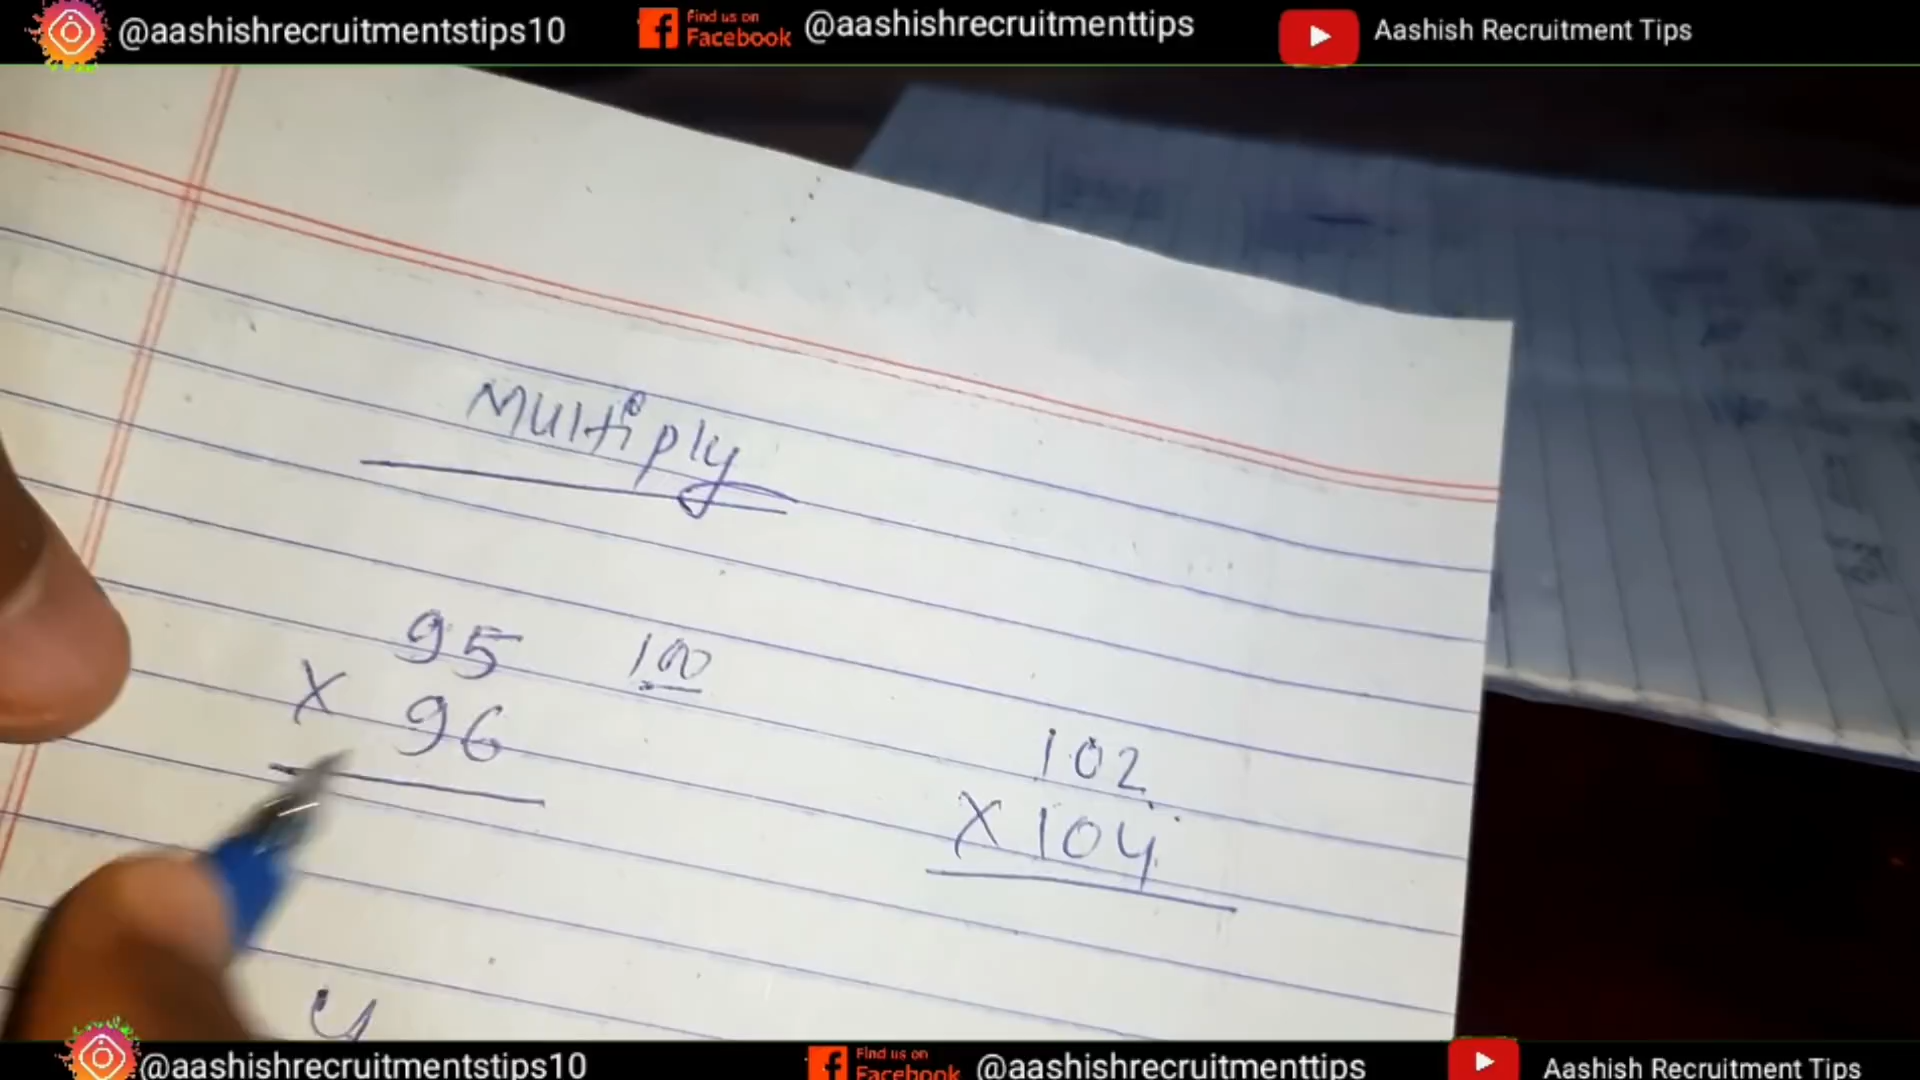 @aashishrecruitmentstips10 Find us on Facebook @aashishrecruitmenttips Aashish Recruitment Tips
Multiply
95 100
X 96
102
X 104
4
@aashishrecruitmentstips10 Find us on Facebook @aashishrecruitmenttips Aashish Recruitment Tips